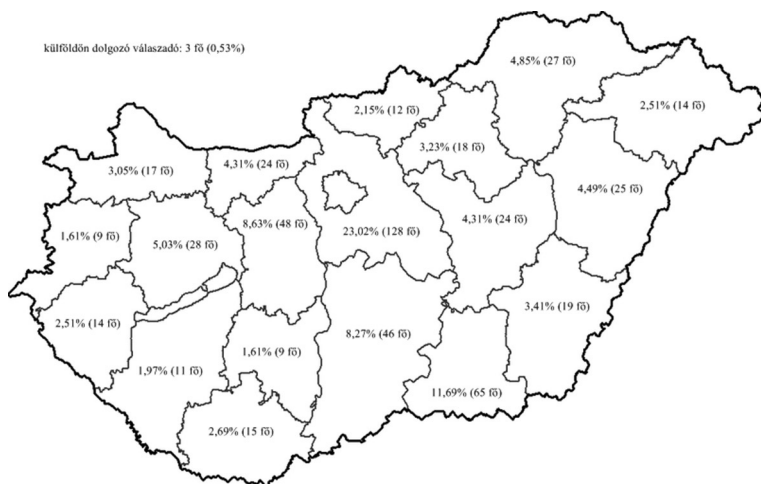 külföldön dolgozó válaszadó: 3 fő (0,53%)
4,85% (27 fő)
2,15% (12 fő)
2,51% (14 fő)
3,23% (18 fő)
3,05% (17 fő)
4,31% (24 fő)
4,49% (25 fő)
4,31% (24 fő)
8,63% (48 fő)
23,02% (128 fő)
1,61% (9 fő)
5,03% (28 fő)
3,41% (19 fő)
2,51% (14 fő)
8,27% (46 fő)
1,61% (9 fő)
1,97% (11 fő)
11,69% (65 fő)
2,69% (15 fő)